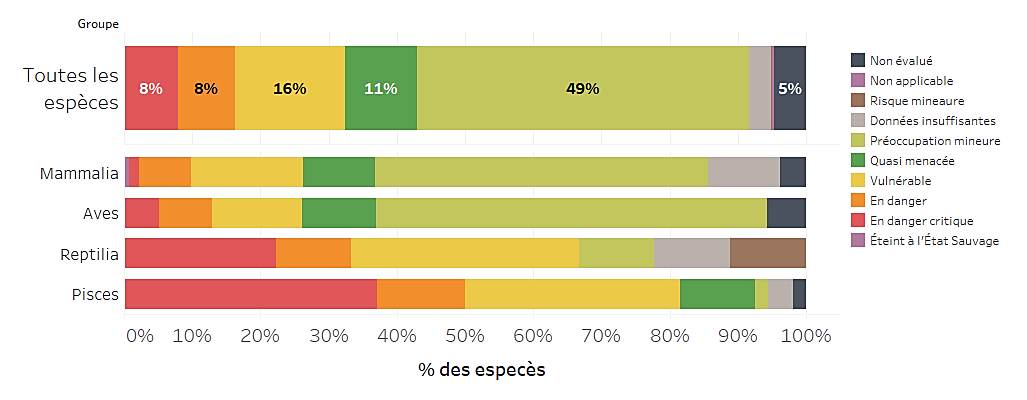 Groupe
Toutes les
espèces
8%
8%
16%
11%
49%
5%
Mammalia
Aves
Reptilia
Pisces
0%
10%
20%
30%
40%
50%
60%
70%
80%
90%
100%
% des especès
Non évalué
Non applicable
Risque mineaure
Données insuffisantes
Préoccupation mineure
Quasi menacée
Vulnérable
En danger
En danger critique
Éteint à l'État Sauvage